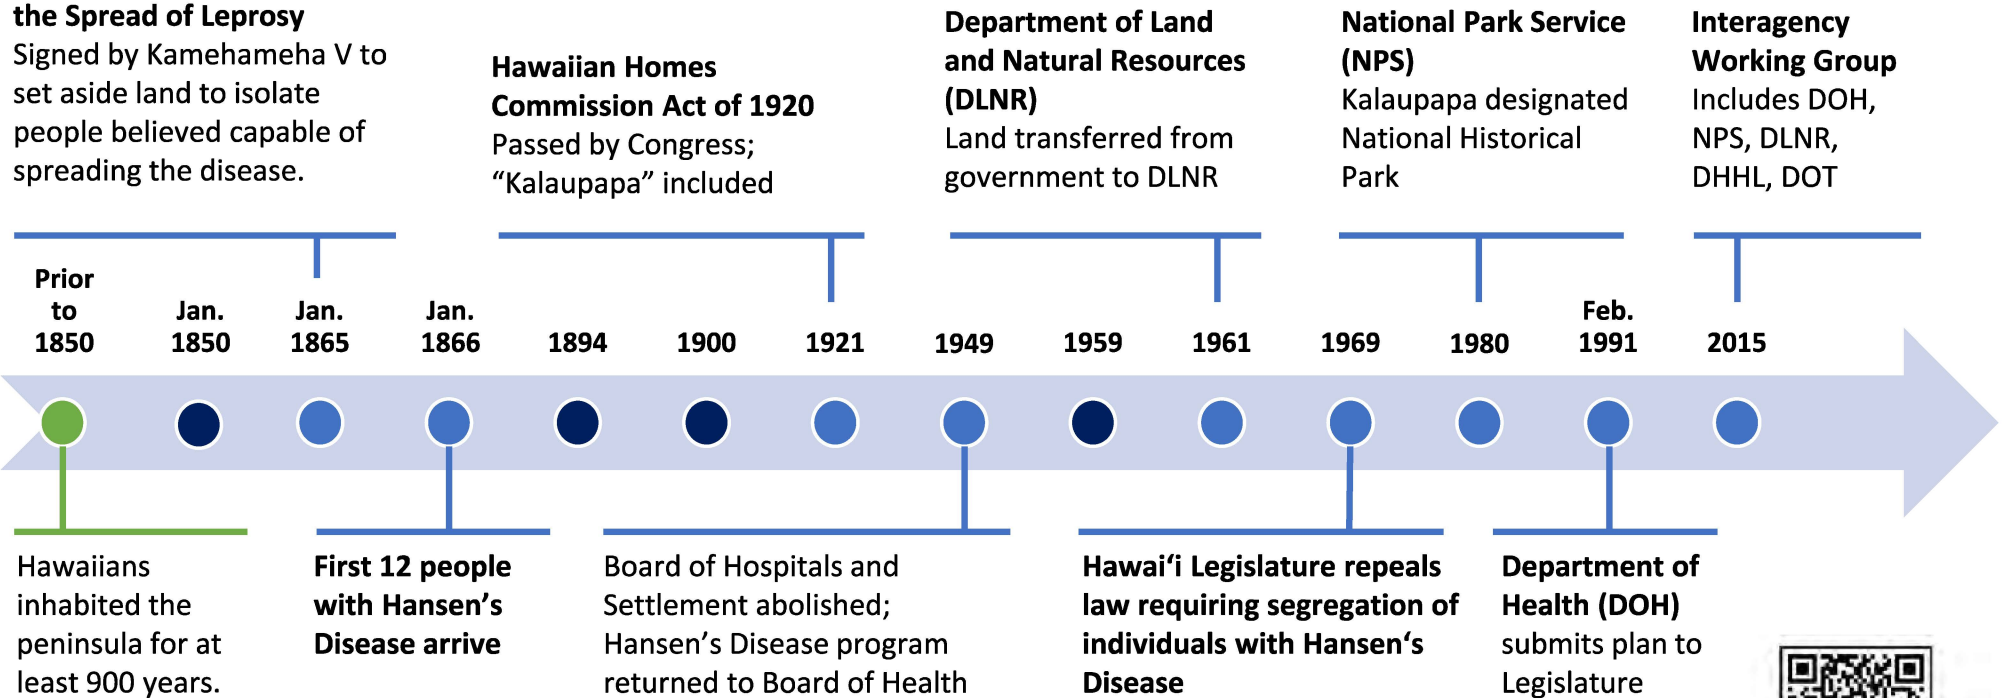 the Spread of Leprosy
Signed by Kamehameha V to
set aside land to isolate
people believed capable of
spreading the disease.
Hawaiian Homes
Commission Act of 1920
Passed by Congress;
“Kalaupapa” included
Department of Land
and Natural Resources
(DLNR)
Land transferred from
government to DLNR
National Park Service
(NPS)
Kalaupapa designated
National Historical
Park
Interagency
Working Group
Includes DOH,
NPS, DLNR,
DHHL, DOT
Prior
to
1850
Jan.
1850
Jan.
1865
Jan.
1866
1894
1900
1921
1949
1959
1961
1969
1980
Feb.
1991
2015
Hawaiians
inhabited the
peninsula for at
least 900 years.
First 12 people
with Hansen’s
Disease arrive
Board of Hospitals and
Settlement abolished;
Hansen’s Disease program
returned to Board of Health
Hawai‘i Legislature repeals
law requiring segregation of
individuals with Hansen‘s
Disease
Department of
Health (DOH)
submits plan to
Legislature